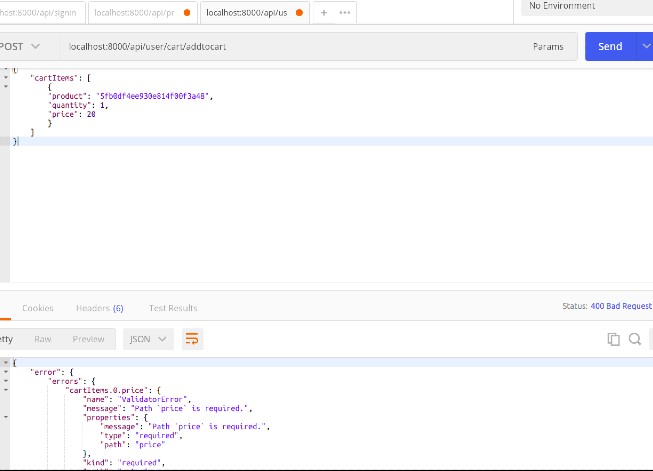 host:8000/api/signin
localhost:8000/api/pr
localhost:8000/api/us
+
•••
No Environment
POST
localhost:8000/api/user/cart/addtocart
Params
Send
{
"cartItems": [
{
"product": "5fb0df4ee930e814f00f3a48",
"quantity": 1,
"price": 20
}
]
}
Cookies
Headers (6)
Test Results
Status: 400 Bad Request
etty
Raw
Preview
JSON
{
"error": {
"errors": {
"cartItems.0.price": {
"name": "ValidatorError",
"message": "Path `price` is required.",
"properties": {
"message": "Path `price` is required.",
"type": "required",
"path": "price"
},
"kind": "required",